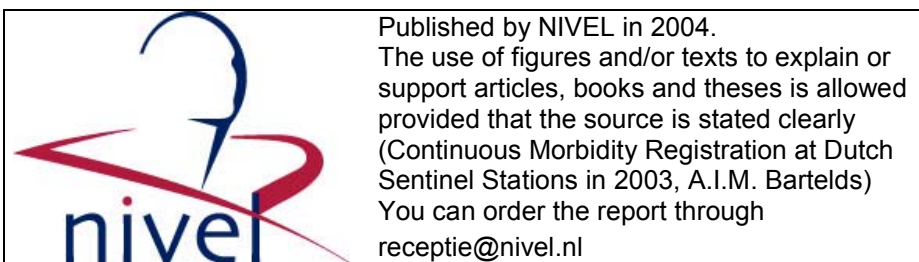 nivel
Published by NIVEL in 2004.
The use of figures and/or texts to explain or
support articles, books and theses is allowed
provided that the source is stated clearly
(Continuous Morbidity Registration at Dutch
Sentinel Stations in 2003, A.I.M. Bartelds)
You can order the report through
receptie@nivel.nl